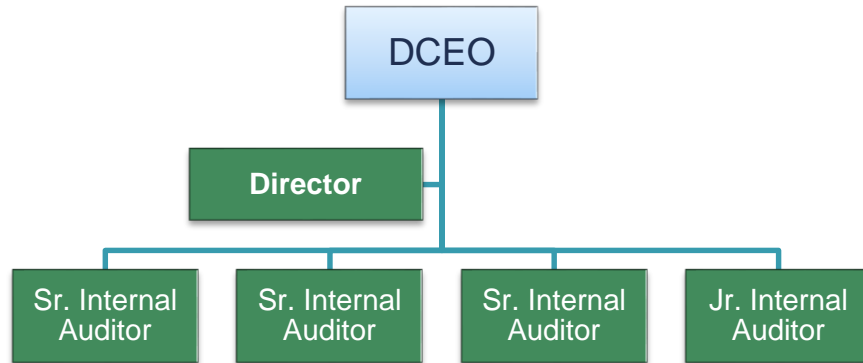 DCEO
Director
Sr. Internal
Auditor
Sr. Internal
Auditor
Sr. Internal
Auditor
Jr. Internal
Auditor